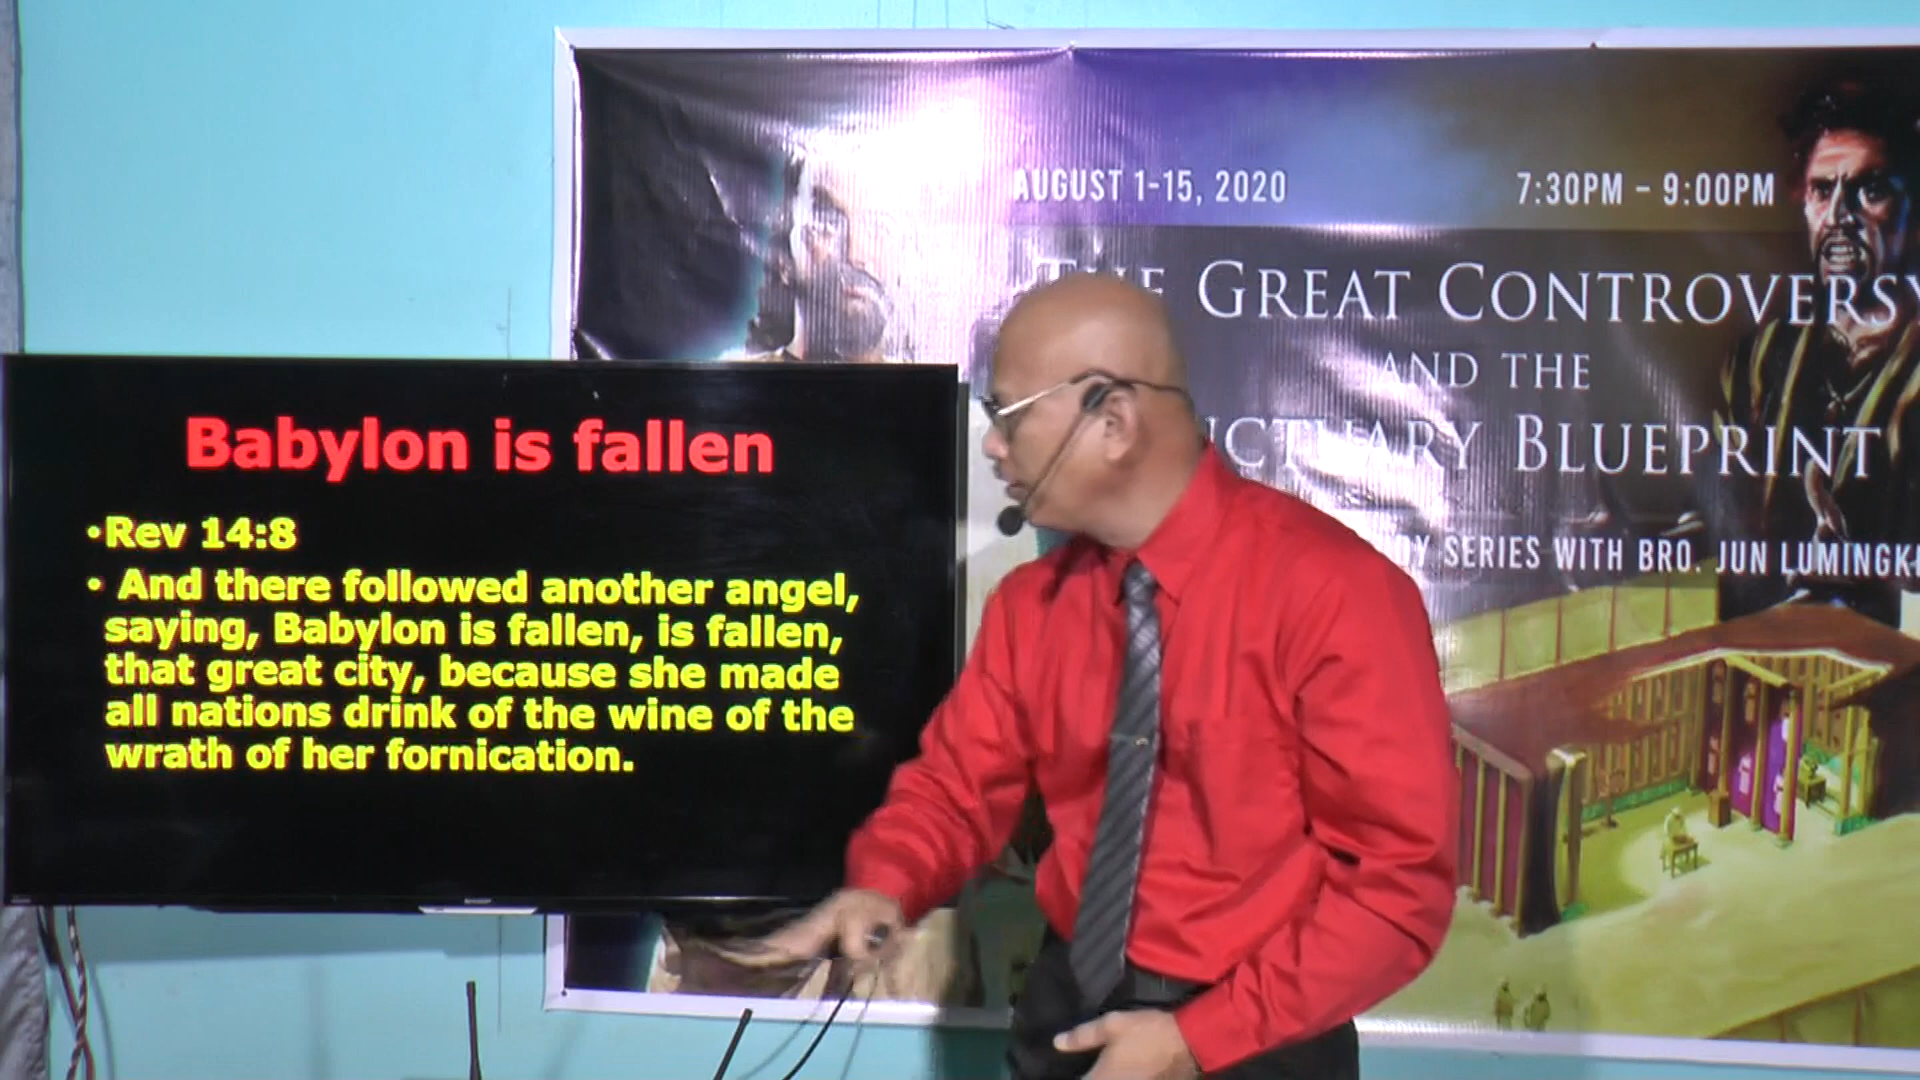 AUGUST 1-15, 2020
7:30PM - 9:00PM
THE GREAT CONTROVERSY
AND THE
BLUEPRINT
SERIES WITH BRO. JUN
Babylon is fallen
•Rev 14:8
• And there followed another angel,
saying, Babylon is fallen, is fallen,
that great city, because she made
all nations drink of the wine of the
wrath of her fornication.